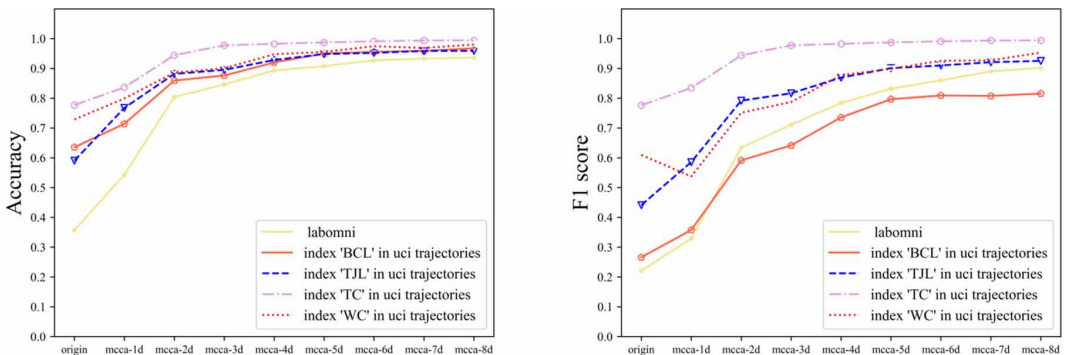 Accuracy
1.0
0.9
0.8
0.7
0.6
0.5
0.4
0.3
0.2
0.1
0.0
labomni
index 'BCL' in uci trajectories
index 'TJL' in uci trajectories
index 'TC' in uci trajectories
index 'WC' in uci trajectories
origin mcca-1d mcca-2d mcca-3d mcca-4d mcca-5d mcca-6d mcca-7d mcca-8d
F1 score
1.0
0.9
0.8
0.7
0.6
0.5
0.4
0.3
0.2
0.1
0.0
labomni
index 'BCL' in uci trajectories
index 'TJL' in uci trajectories
index 'TC' in uci trajectories
index 'WC' in uci trajectories
origin mcca-1d mcca-2d mcca-3d mcca-4d mcca-5d mcca-6d mcca-7d mcca-8d